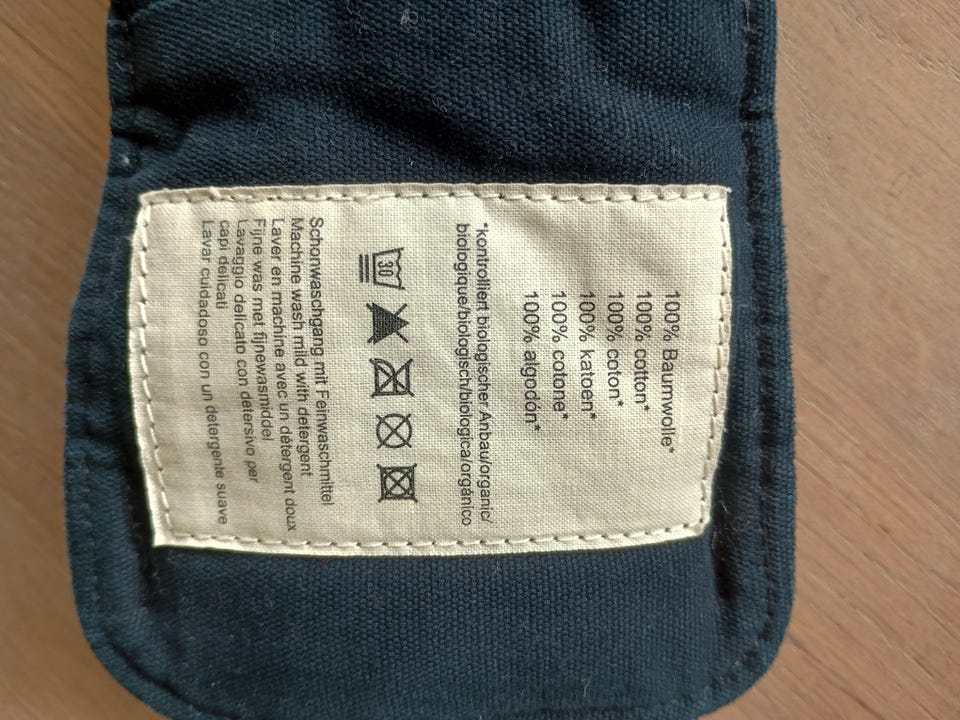 100% Baumwolle*
100% cotton*
100% coton*
100% katoen*
100% cotone*
100% algodón*
*kontrolliert biologischer Anbau/organic/
biologique/biologisch/biologica/orgánico
30
Schonwaschgang mit Feinwaschmittel
Machine wash mild with detergent
Laver en machine avec un détergent doux
Fijne was met fijnewasmiddel
Lavaggio delicato con detersivo per
capi delicati
Lavar cuidadoso con un detergente suave